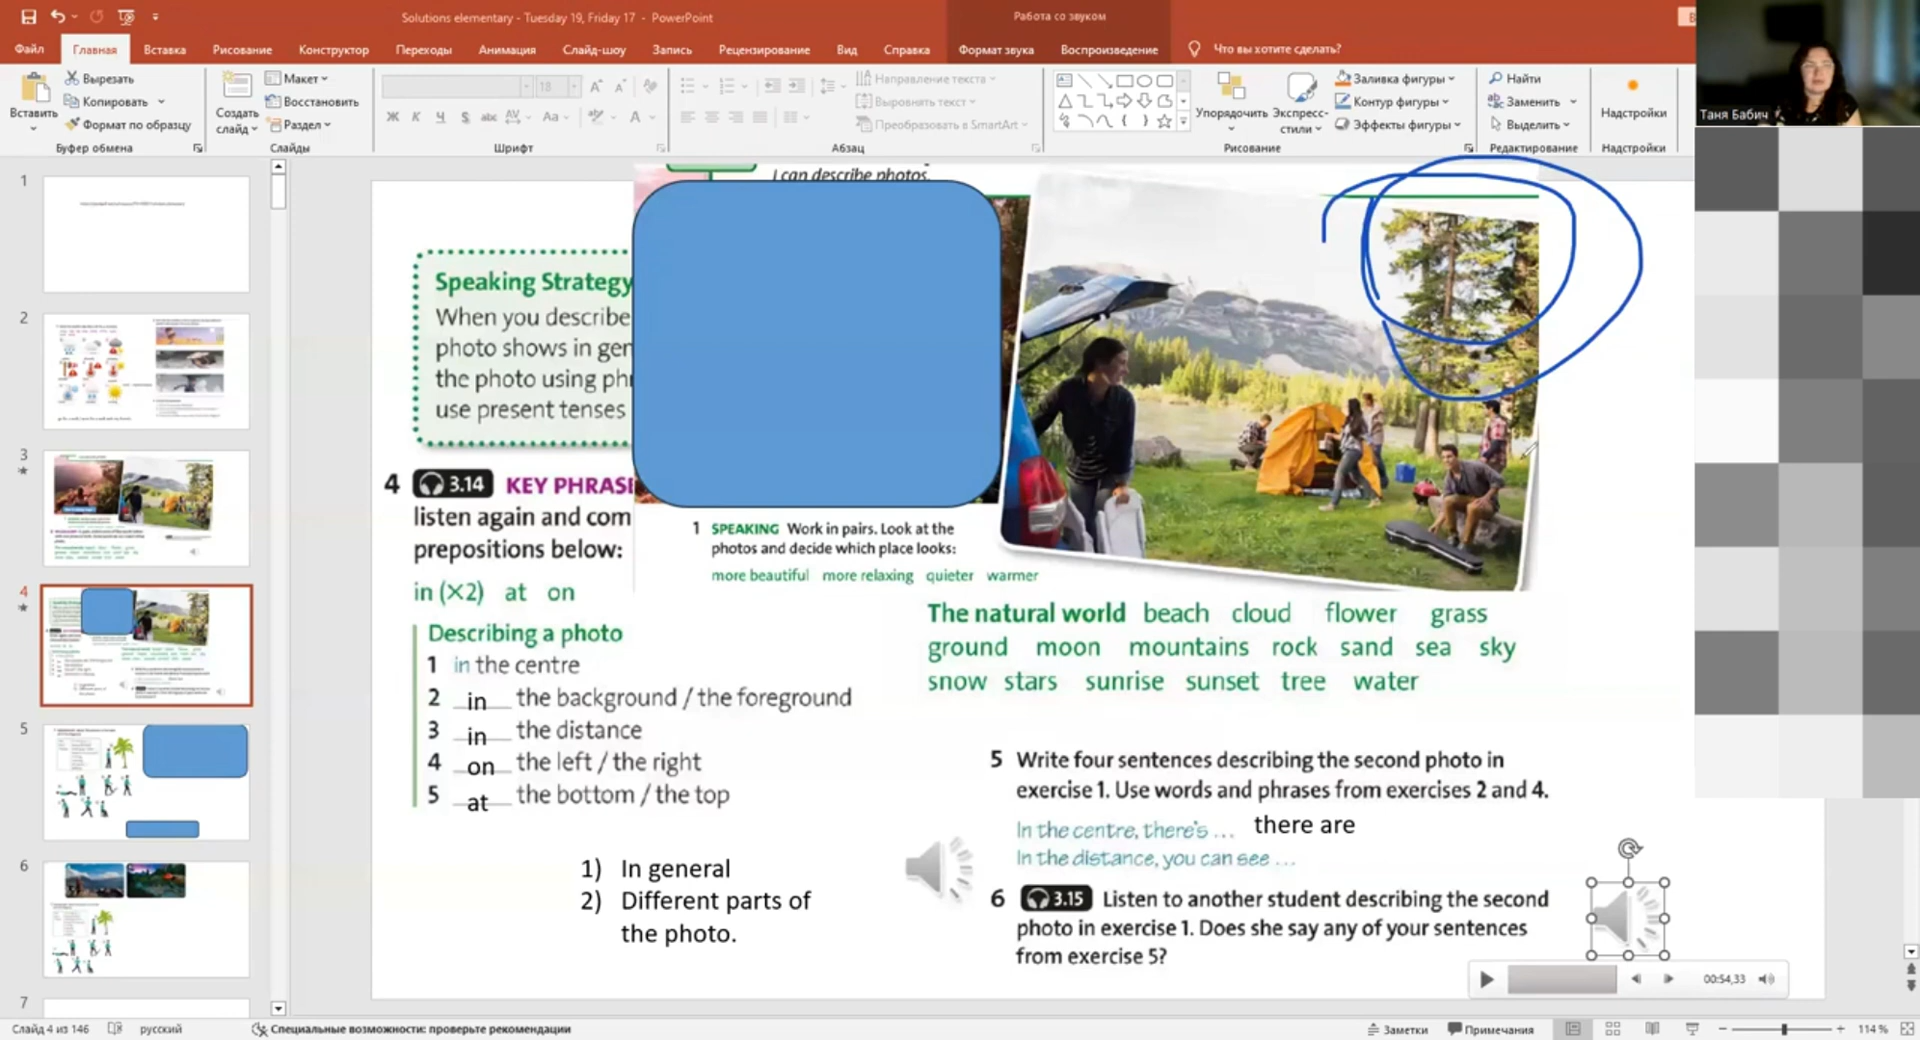 Solutions elementary - Tuesday 19, Friday 17 - PowerPoint
Работа со звуком
Файл Главная Вставка Рисование Конструктор Переходы Анимация Слайд-шоу Запись Рецензирование Вид Справка Формат звука Воспроизведение Что вы хотите сделать?
Вставить
Вырезать
Копировать
Формат по образцу
Буфер обмена
Создать слайд
Макет
Восстановить
Раздел
Слайды
18
Ж К Ч S abc AV Aa A
Шрифт
Направление текста
Выровнять текст
Преобразовать в SmartArt
Абзац
Упорядочить
Экспресс-стили
Заливка фигуры
Контур фигуры
Эффекты фигуры
Рисование
Найти
Заменить
Выделить
Редактирование
Надстройки
Надстройки
Таня Бабич
1
2
3
4
5
6
7
I can describe photos.
Speaking Strategy
When you describe
photo shows in gen
the photo using phr
use present tenses
4 3.14 KEY PHRASE
listen again and com
prepositions below:
in (×2) at on
Describing a photo
1 in the centre
2 in the background / the foreground
3 in the distance
4 on the left / the right
5 at the bottom / the top
1) In general
2) Different parts of
the photo.
1 SPEAKING Work in pairs. Look at the
photos and decide which place looks:
more beautiful more relaxing quieter warmer
The natural world beach cloud flower grass
ground moon mountains rock sand sea sky
snow stars sunrise sunset tree water
5 Write four sentences describing the second photo in
exercise 1. Use words and phrases from exercises 2 and 4.
In the centre, there's ... there are
In the distance, you can see ...
6 3.15 Listen to another student describing the second
photo in exercise 1. Does she say any of your sentences
from exercise 5?
00:54,33
Слайд 4 из 146 русский Специальные возможности: проверьте рекомендации Заметки Примечания 114 %